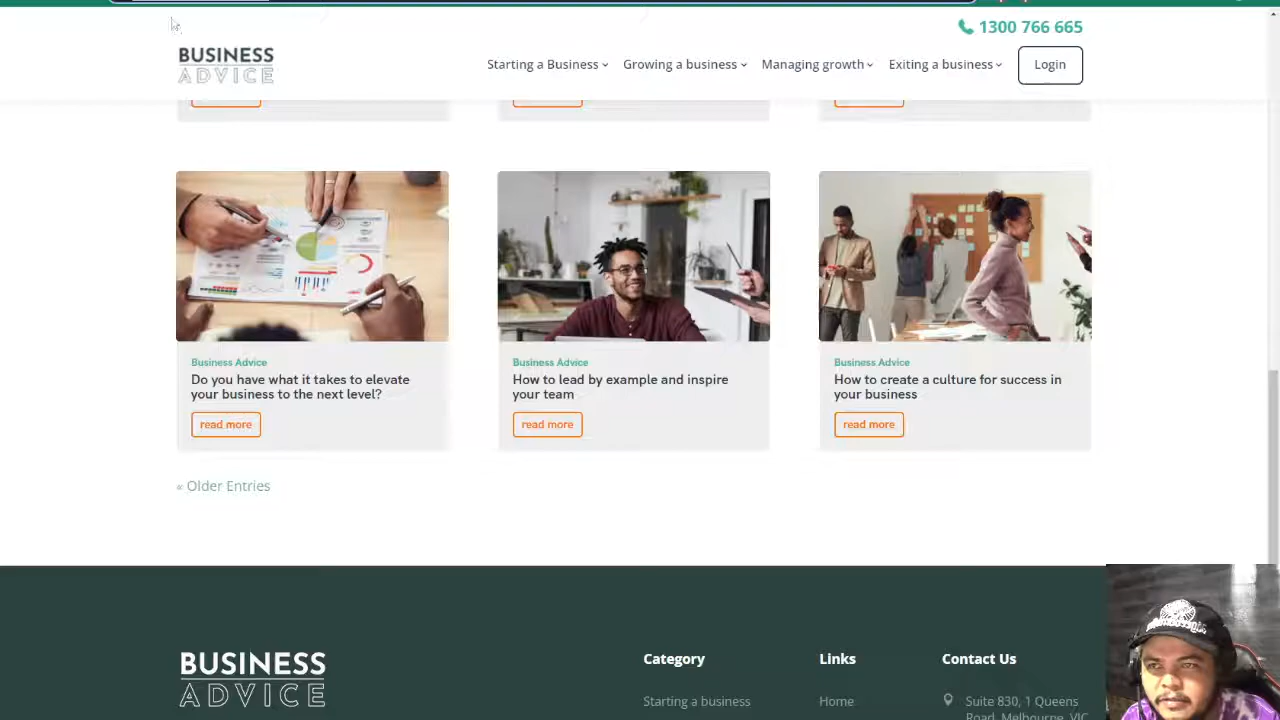 1300 766 665
BUSINESS
ADVICE
Starting a Business
Growing a business
Managing growth
Exiting a business
Login
Business Advice
Do you have what it takes to elevate
your business to the next level?
read more
Business Advice
How to lead by example and inspire
your team
read more
Business Advice
How to create a culture for success in
your business
read more
« Older Entries
BUSINESS
ADVICE
Category
Starting a business
Links
Home
Contact Us
Suite 830, 1 Queens
Road, Melbourne, VIC